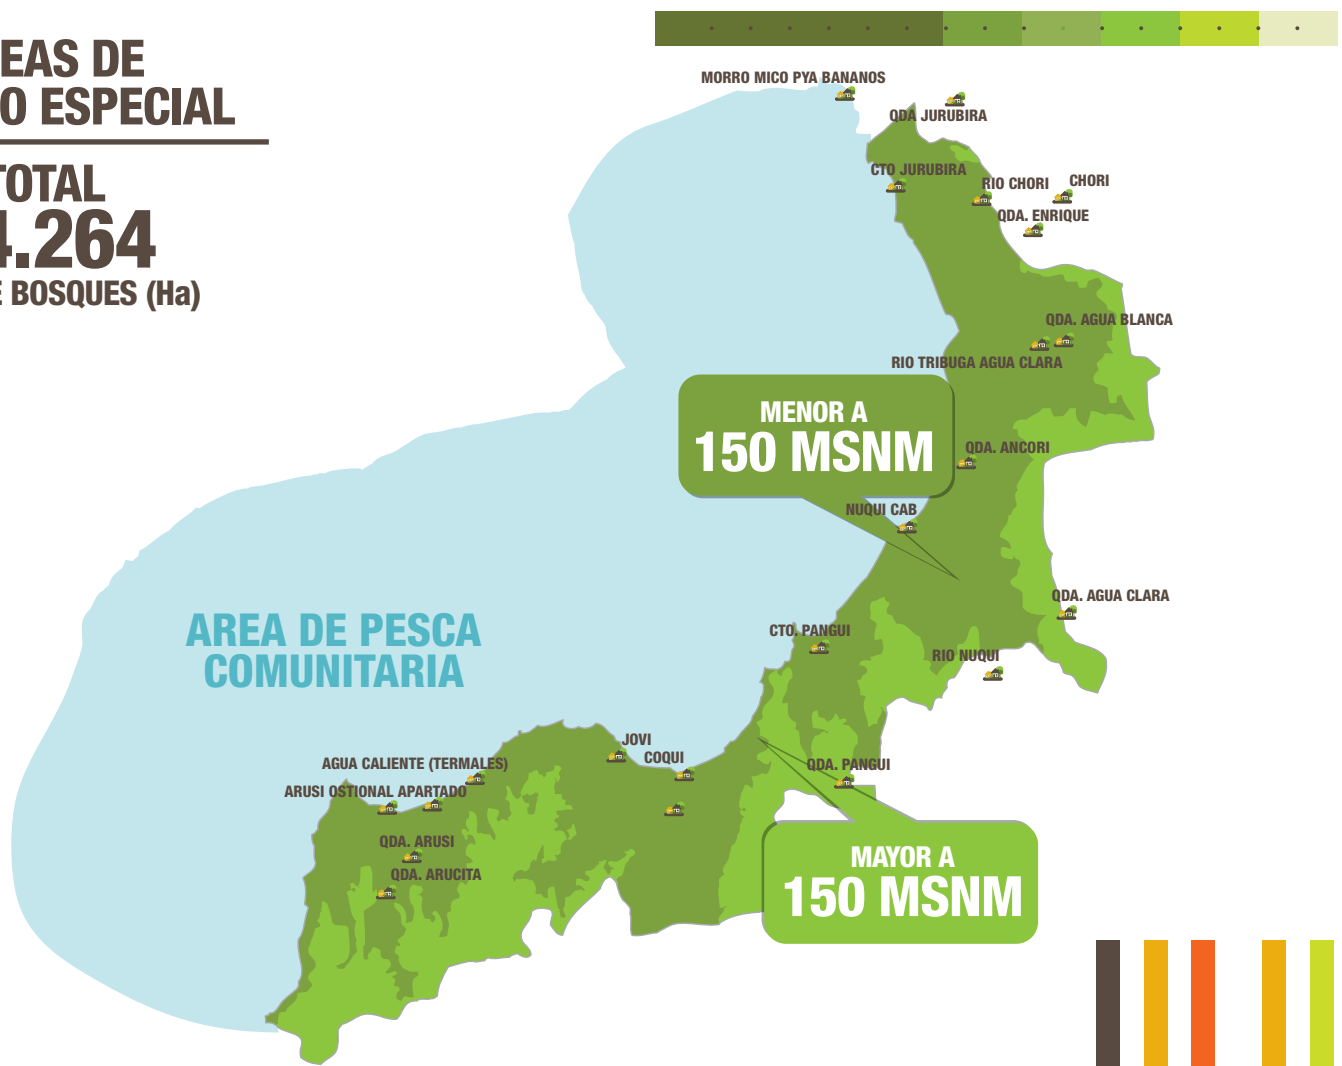 EAS DE
O ESPECIAL
TOTAL
4.264
E BOSQUES (Ha)
MORRO MICO PYA BANANOS
QDA JURUBIRA
CTO JURUBIRA
RIO CHORI
CHORI
QDA. ENRIQUE
QDA. AGUA BLANCA
RIO TRIBUGA AGUA CLARA
MENOR A
150 MSNM
QDA. ANCORI
NUQUI CAB
QDA. AGUA CLARA
AREA DE PESCA
COMUNITARIA
CTO. PANGUI
RIO NUQUI
JOVI
COQUI
AGUA CALIENTE (TERMALES)
QDA. PANGUI
ARUSI OSTIONAL APARTADO
QDA. ARUSI
QDA. ARUCITA
MAYOR A
150 MSNM